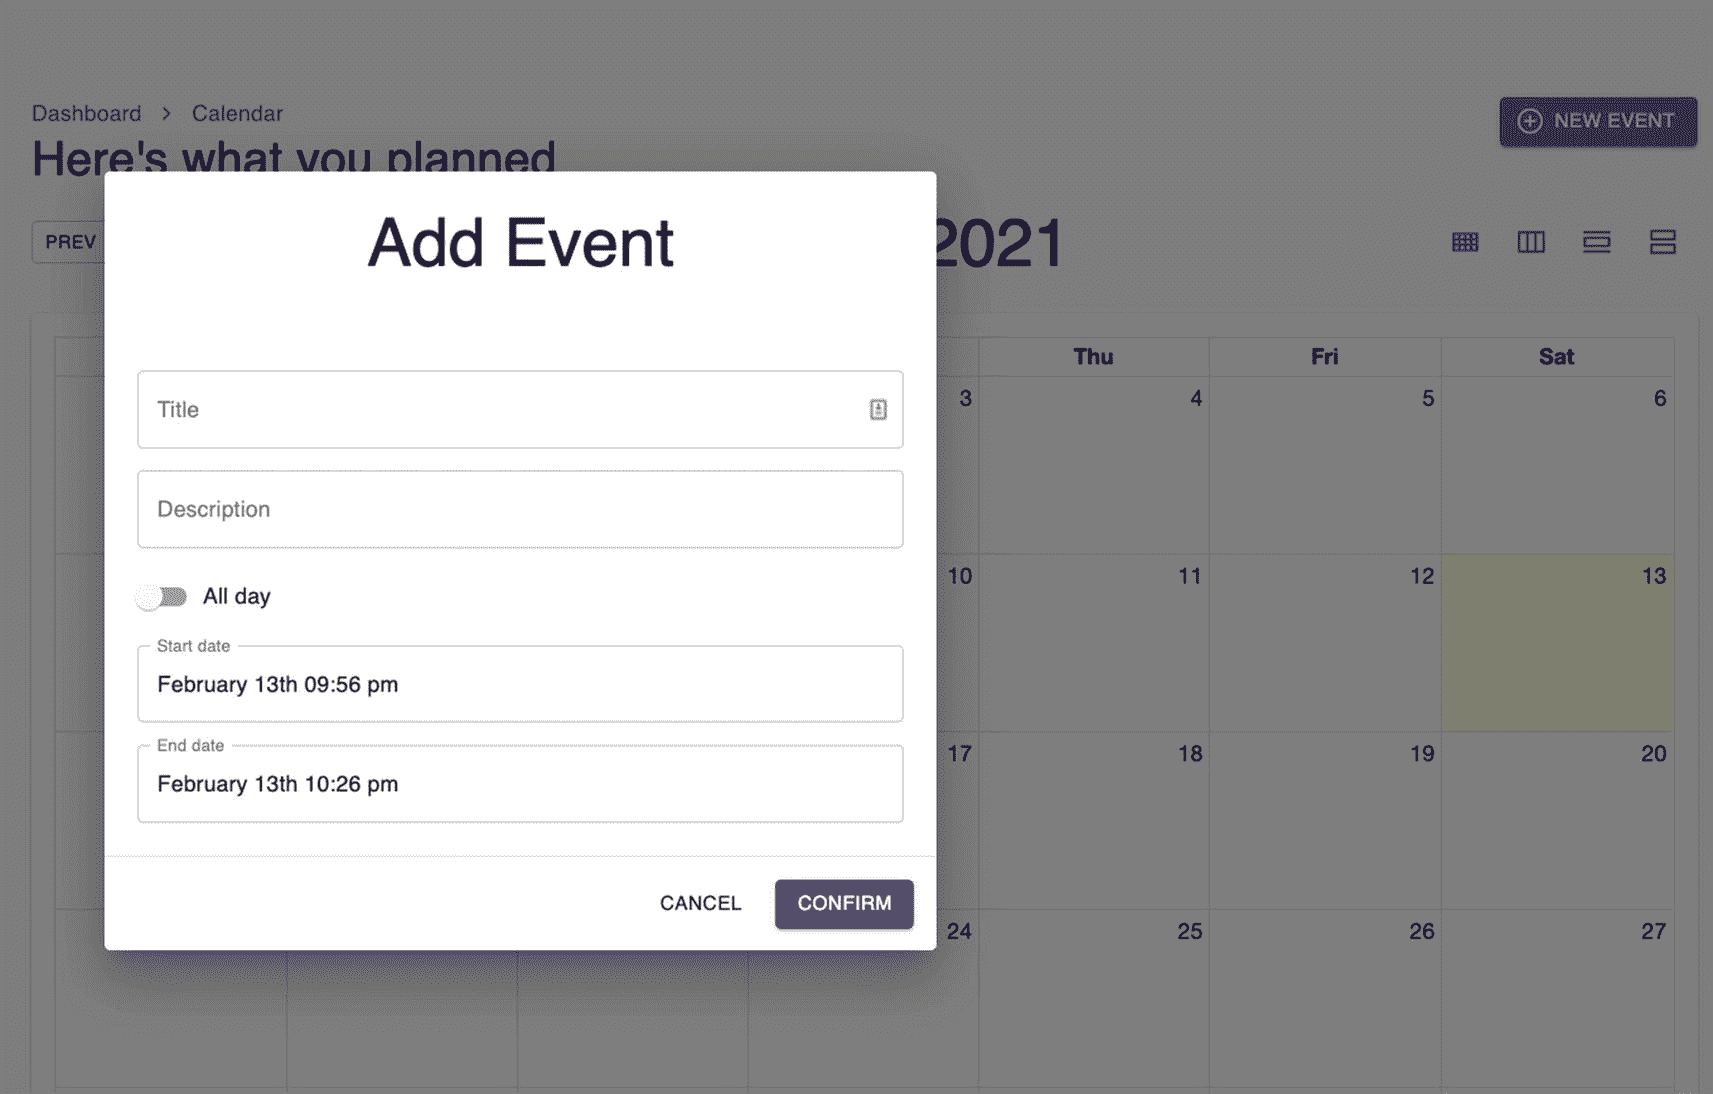 Dashboard > Calendar
NEW EVENT
Here's what you planned
PREV
2021
Add Event
Thu Fri Sat
Title
3 4 5 6
Description
10 11 12 13
All day
Start date
February 13th 09:56 pm
End date
17 18 19 20
February 13th 10:26 pm
CANCEL CONFIRM
24 25 26 27